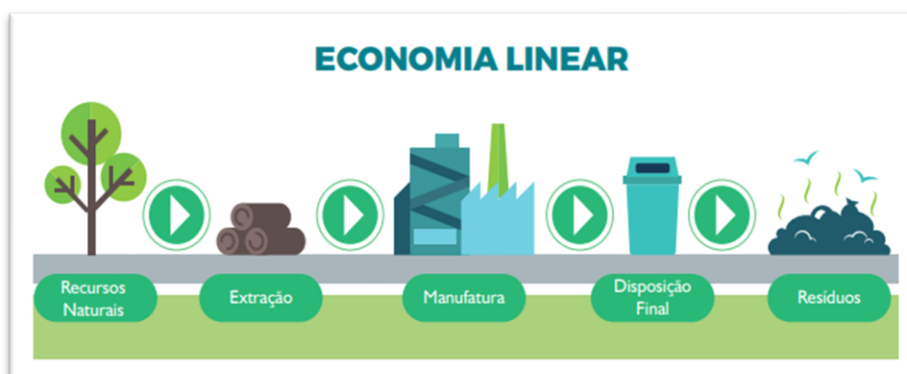 ECONOMIA LINEAR
Recursos
Naturais
Extração
Manufatura
Disposição
Final
Resíduos